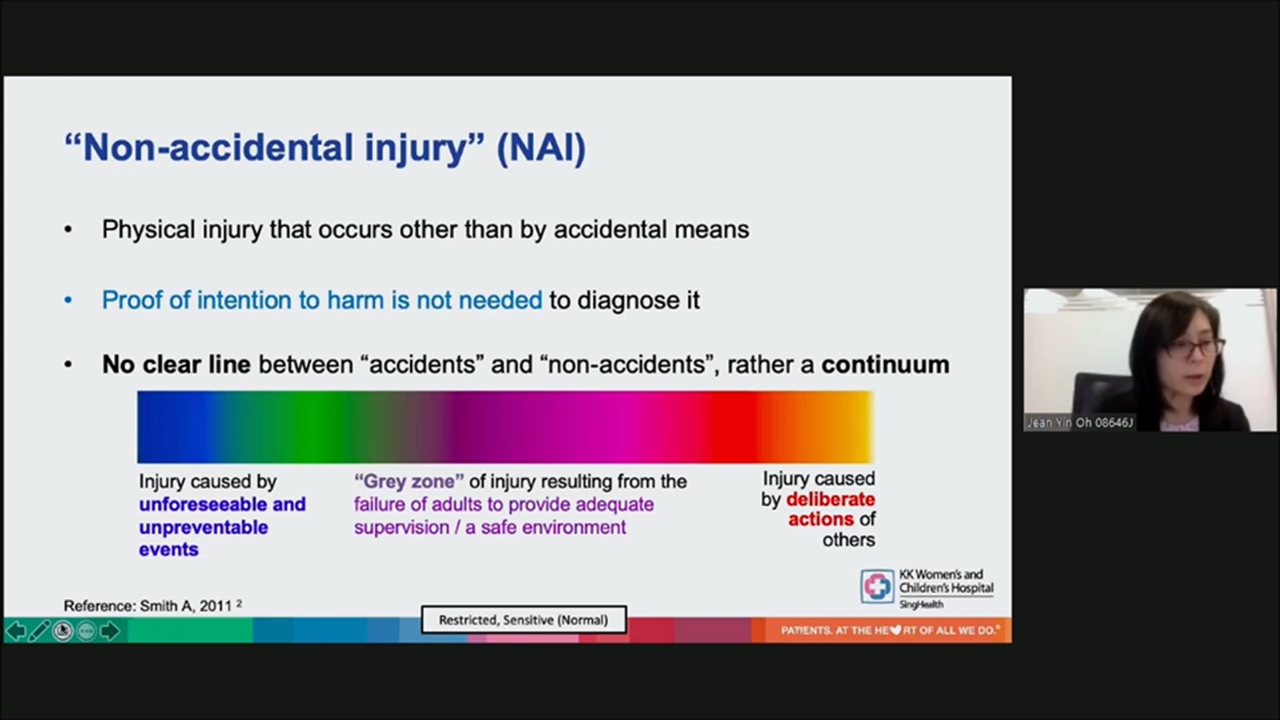 “Non-accidental injury” (NAI)
• Physical injury that occurs other than by accidental means
• Proof of intention to harm is not needed to diagnose it
• No clear line between “accidents” and “non-accidents”, rather a continuum
Injury caused by
unforeseeable and
unpreventable
events
“Grey zone” of injury resulting from the
failure of adults to provide adequate
supervision / a safe environment
Injury caused
by deliberate
actions of
others
KK Women's and
Children's Hospital
SingHealth
Reference: Smith A, 2011 2
Restricted, Sensitive (Normal)
PATIENTS. AT THE HE♥RT OF ALL WE DO.®
Jean Yin Oh 08646J